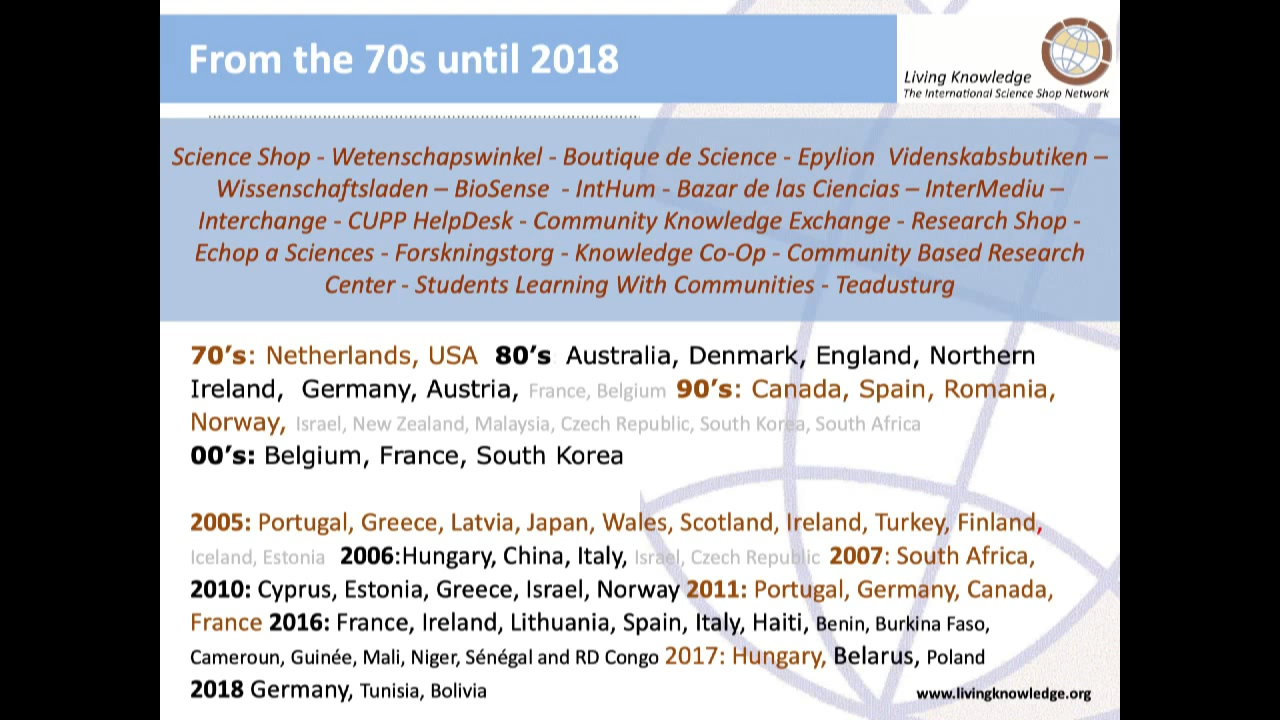 From the 70s until 2018
Living Knowledge
The International Science Shop Network
Science Shop - Wetenschapswinkel - Boutique de Science - Epylion Videnskabsbutiken –
Wissenschaftsladen – BioSense - IntHum - Bazar de las Ciencias – InterMediu –
Interchange - CUPP HelpDesk - Community Knowledge Exchange - Research Shop -
Echop a Sciences - Forskningstorg - Knowledge Co-Op - Community Based Research
Center - Students Learning With Communities - Teadusturg
70’s: Netherlands, USA 80’s Australia, Denmark, England, Northern
Ireland, Germany, Austria, France, Belgium 90’s: Canada, Spain, Romania,
Norway, Israel, New Zealand, Malaysia, Czech Republic, South Korea, South Africa
00’s: Belgium, France, South Korea
2005: Portugal, Greece, Latvia, Japan, Wales, Scotland, Ireland, Turkey, Finland,
Iceland, Estonia 2006:Hungary, China, Italy, Israel, Czech Republic 2007: South Africa,
2010: Cyprus, Estonia, Greece, Israel, Norway 2011: Portugal, Germany, Canada,
France 2016: France, Ireland, Lithuania, Spain, Italy, Haiti, Benin, Burkina Faso,
Cameroun, Guinée, Mali, Niger, Sénégal and RD Congo 2017: Hungary, Belarus, Poland
2018 Germany, Tunisia, Bolivia
www.livingknowledge.org